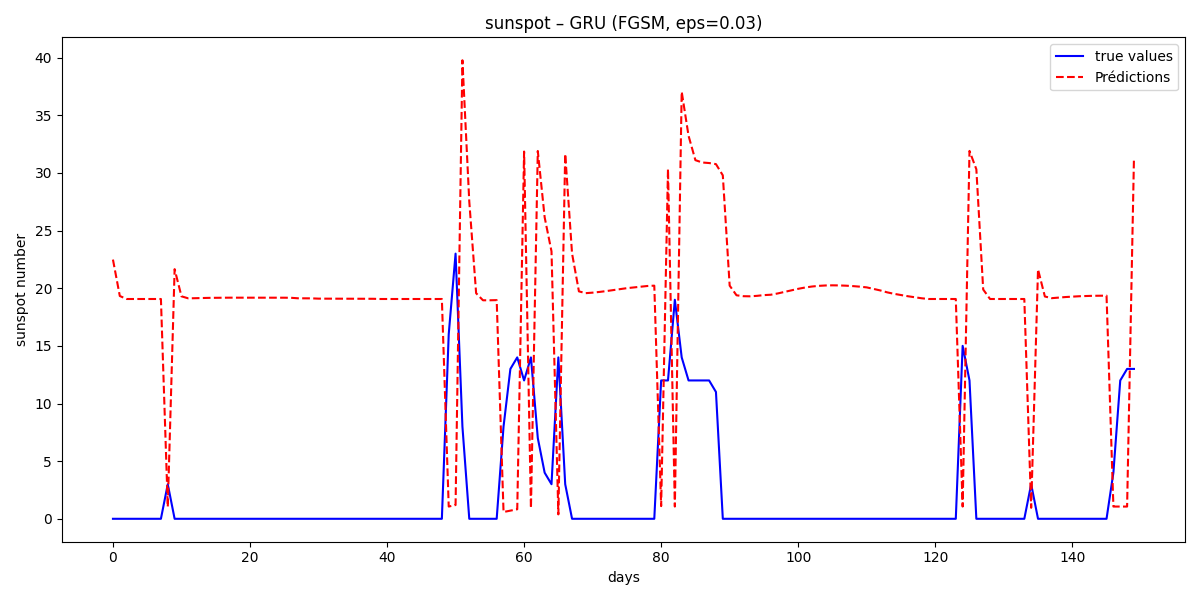 sunspot – GRU (FGSM, eps=0.03)
true values
Prédictions
sunspot number
40
35
30
25
20
15
10
5
0
0 20 40 60 80 100 120 140
days